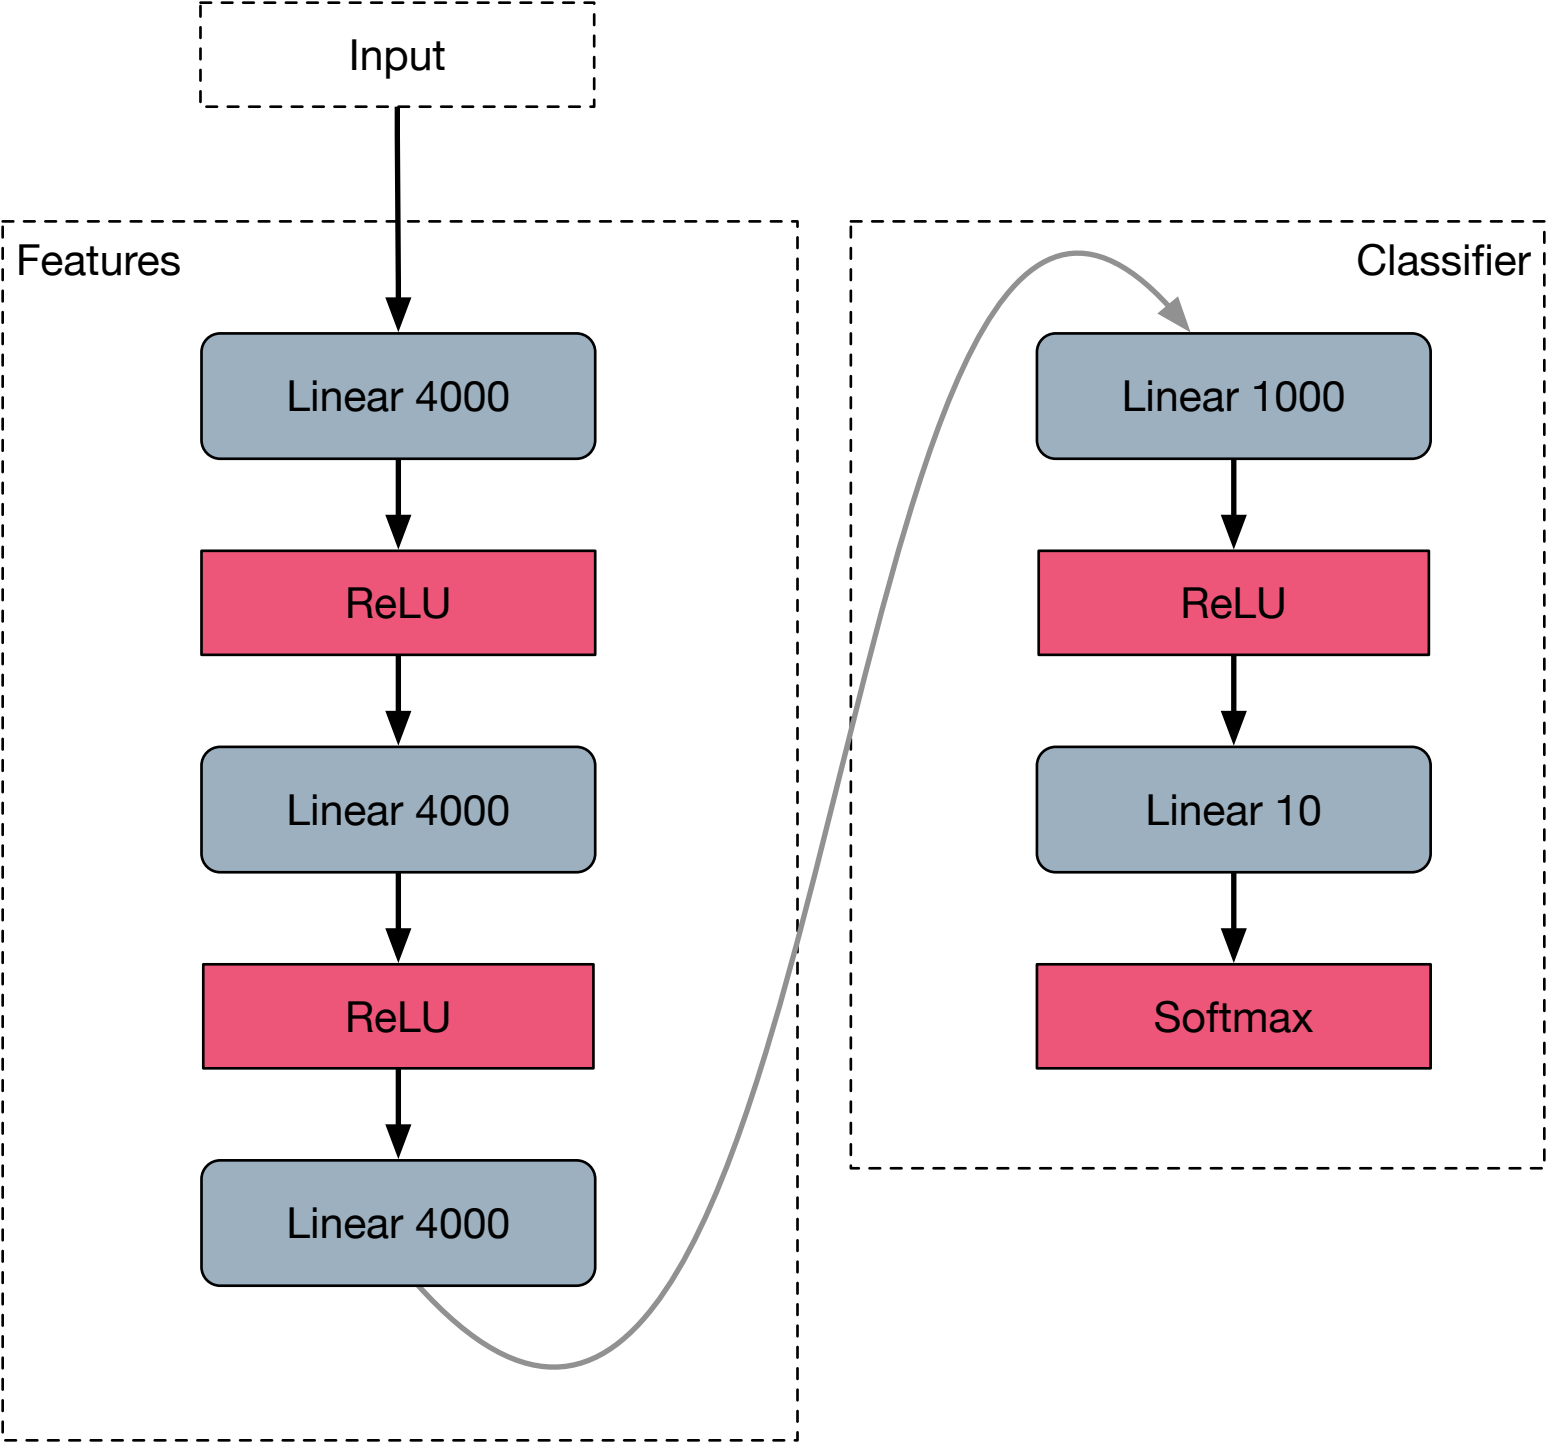 Input
Features
Linear 4000
ReLU
Linear 4000
ReLU
Linear 4000
Classifier
Linear 1000
ReLU
Linear 10
Softmax